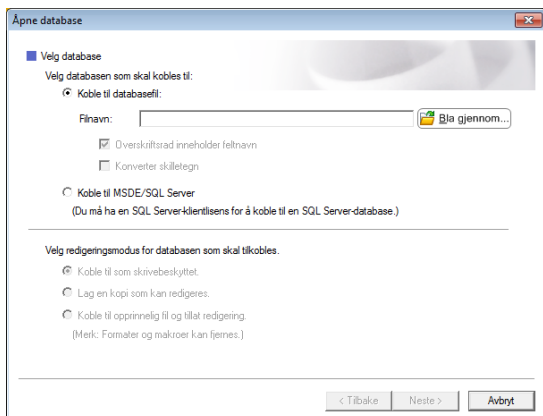 Åpne database
Velg database
Velg databasen som skal kobles til:
Koble til databasefil:
Filnavn:
Bla gjennom...
Overskriftsrad inneholder feltnavn
Konverter skilletegn
Koble til MSDE/SQL Server
(Du må ha en SQL Server-klientlisens for å koble til en SQL Server-database.)
Velg redigeringsmodus for databasen som skal tilkobles.
Koble til som skrivebeskyttet.
Lag en kopi som kan redigeres.
Koble til opprinnelig fil og tillat redigering.
(Merk: Formater og makroer kan fjernes.)
< Tilbake Neste > Avbryt